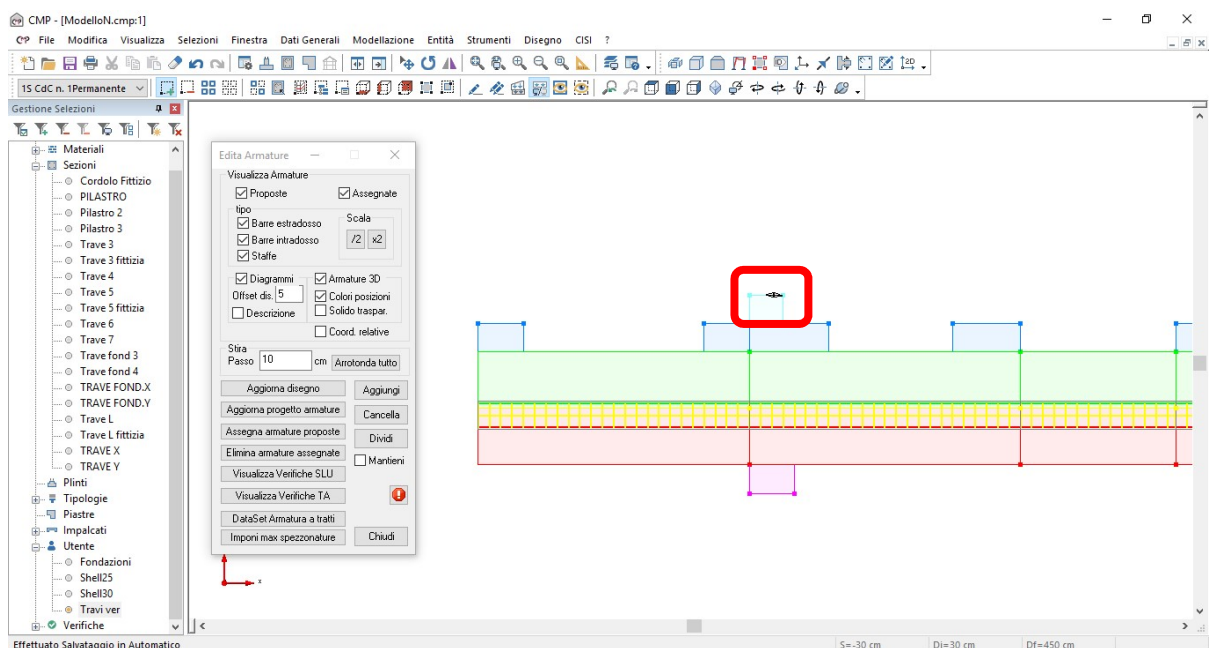 CMP - [ModelloN.cmp:1]
File Modifica Visualizza Selezioni Finestra Dati Generali Modellazione Entità Strumenti Disegno CISI ?
1S CdC n. 1Permanente
Gestione Selezioni
Materiali
Sezioni
Cordolo Fittizio
PILASTRO
Pilastro 2
Pilastro 3
Trave 3
Trave 3 fittizia
Trave 4
Trave 5
Trave 5 fittizia
Trave 6
Trave 7
Trave fond 3
Trave fond 4
TRAVE FOND.X
TRAVE FOND.Y
Trave L
Trave L fittizia
TRAVE X
TRAVE Y
Plinti
Tipologie
Piastre
Impalcati
Utente
Fondazioni
Shell25
Shell30
Travi ver
Verifiche
Edita Armature
Visualizza Armature
Proposte Assegnate
tipo
Barre estradosso
Barre intradosso
Staffe
Scala
/2 x2
Diagrammi Armature 3D
Offset dis. 5 Colori posizioni
Descrizione Solido traspar.
Coord. relative
Stira
Passo 10 cm Arrotonda tutto
Aggiorna disegno Aggiungi
Aggiorna progetto armature Cancella
Assegna armature proposte Dividi
Elimina armature assegnate Mantieni
Visualizza Verifiche SLU
Visualizza Verifiche TA
DataSet Armatura a tratti
Imponi max spezzonature Chiudi
x
Effettuato Salvataggio in Automatico S=-30 cm Di=30 cm Df=450 cm